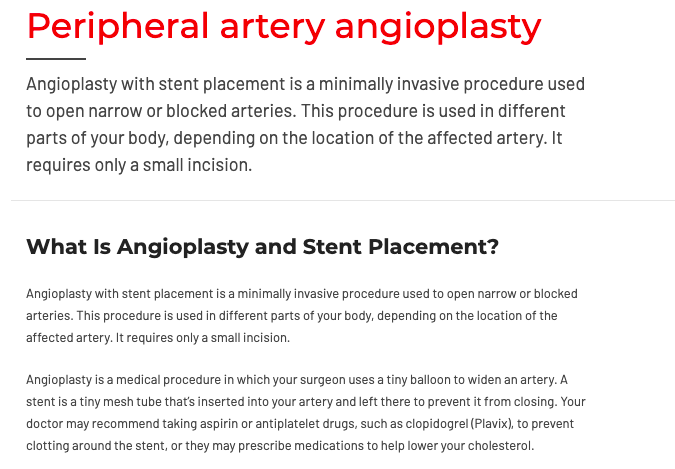 Peripheral artery angioplasty
Angioplasty with stent placement is a minimally invasive procedure used
to open narrow or blocked arteries. This procedure is used in different
parts of your body, depending on the location of the affected artery. It
requires only a small incision.
What Is Angioplasty and Stent Placement?
Angioplasty with stent placement is a minimally invasive procedure used to open narrow or blocked
arteries. This procedure is used in different parts of your body, depending on the location of the
affected artery. It requires only a small incision.
Angioplasty is a medical procedure in which your surgeon uses a tiny balloon to widen an artery. A
stent is a tiny mesh tube that's inserted into your artery and left there to prevent it from closing. Your
doctor may recommend taking aspirin or antiplatelet drugs, such as clopidogrel (Plavix), to prevent
clotting around the stent, or they may prescribe medications to help lower your cholesterol.